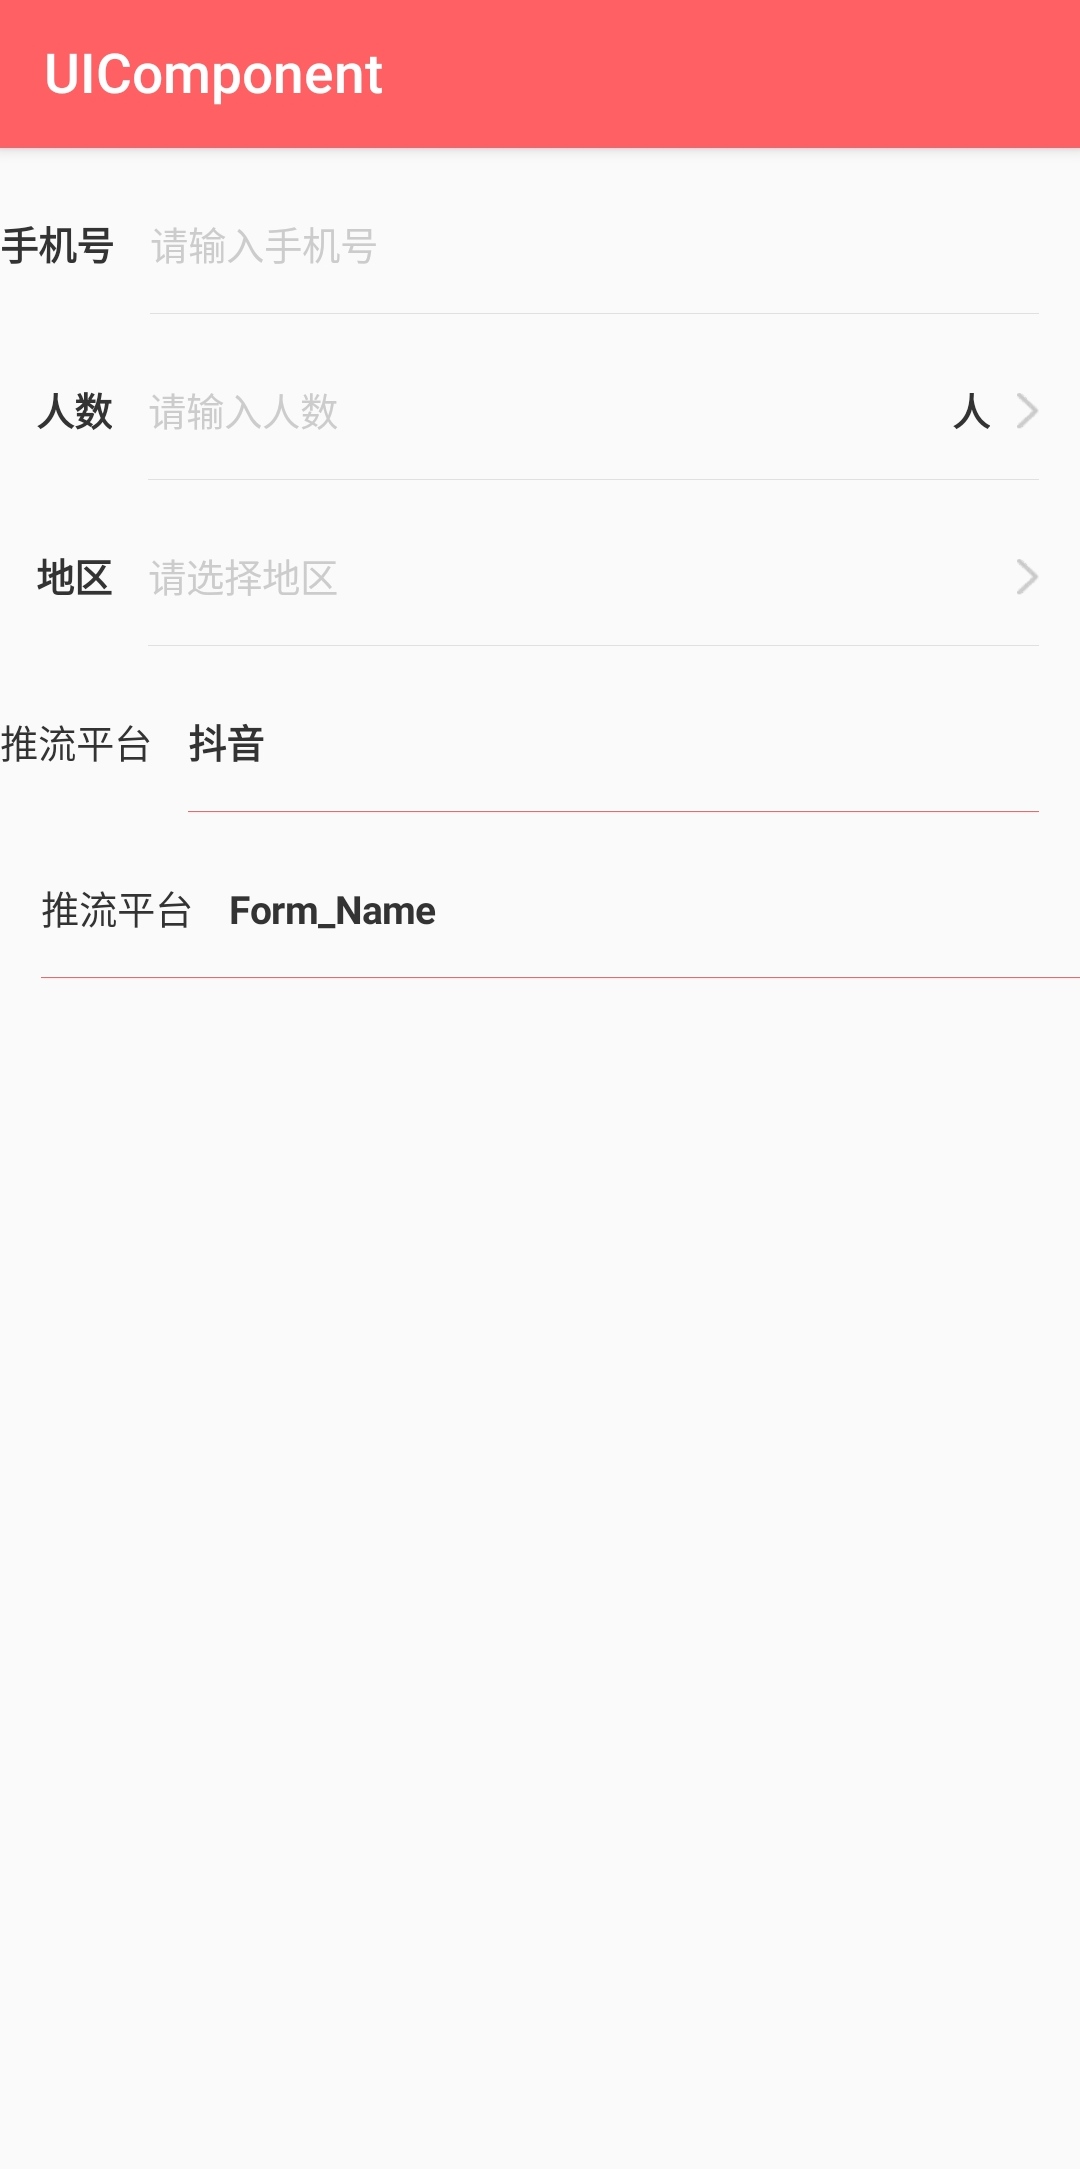 UIComponent
手机号 请输入手机号
人数 请输入人数 人
地区 请选择地区
推流平台 抖音
推流平台 Form_Name